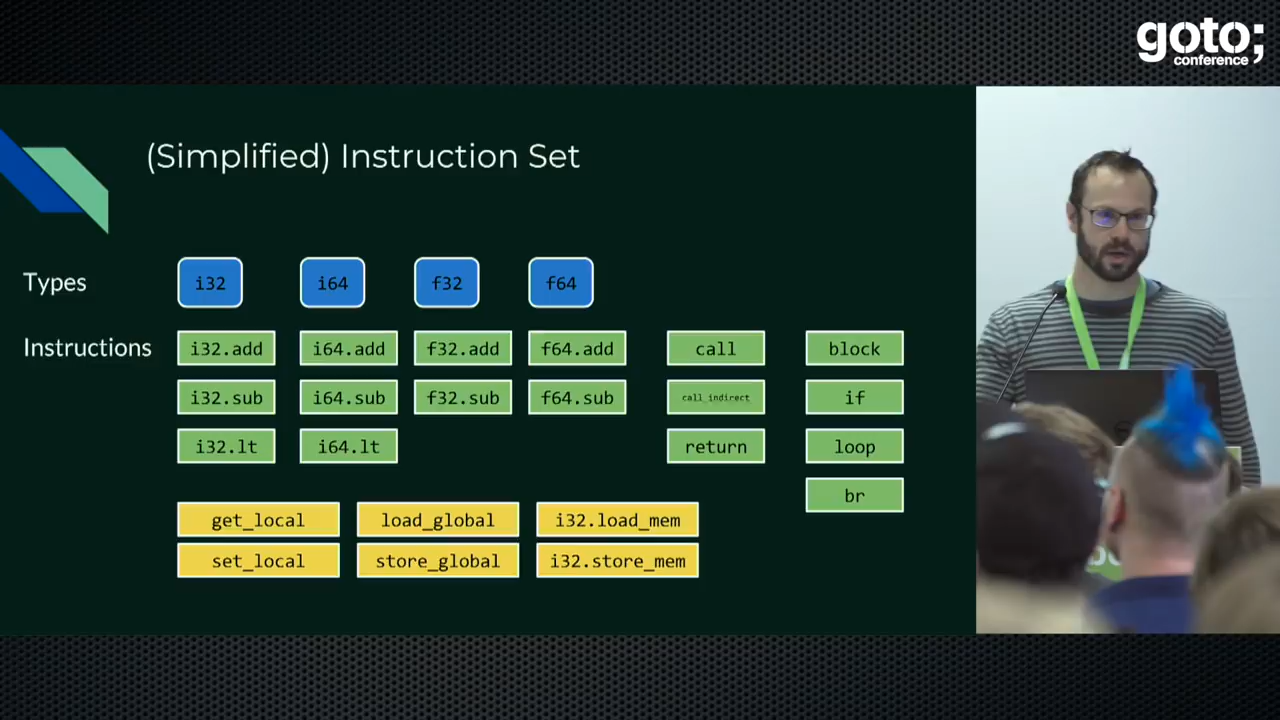 goto;
conference
(Simplified) Instruction Set
Types
i32
i64
f32
f64
Instructions
i32.add
i64.add
f32.add
f64.add
call
block
i32.sub
i64.sub
f32.sub
f64.sub
call_indirect
if
i32.lt
i64.lt
return
loop
br
get_local
load_global
i32.load_mem
set_local
store_global
i32.store_mem